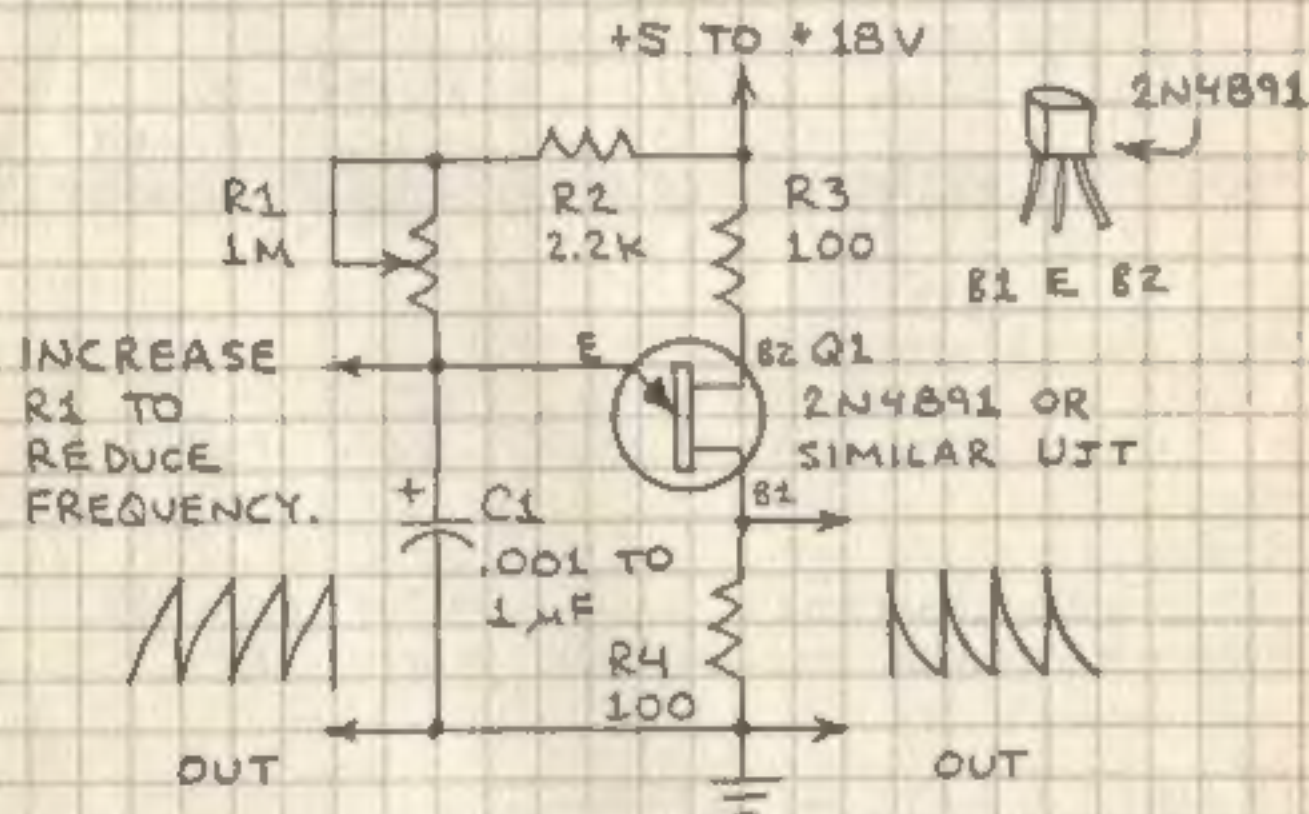 +5 TO +18V
2N4891
R1
1M
R2
2.2K
R3
100
B1 E B2
INCREASE
R1 TO
REDUCE
FREQUENCY.
E
B2 Q1
2N4891 OR
SIMILAR UJT
B1
+
C1
.001 TO
1µF
R4
100
OUT
OUT